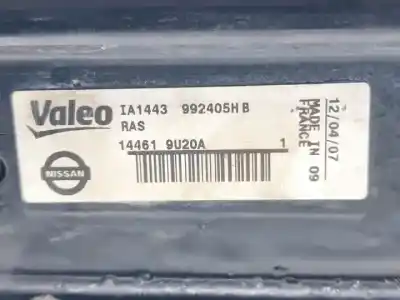 Valeo
IA1443 992405H B
RAS
NISSAN
14461 9U20A 1
12/04/07
MADE IN 09
FRANCE